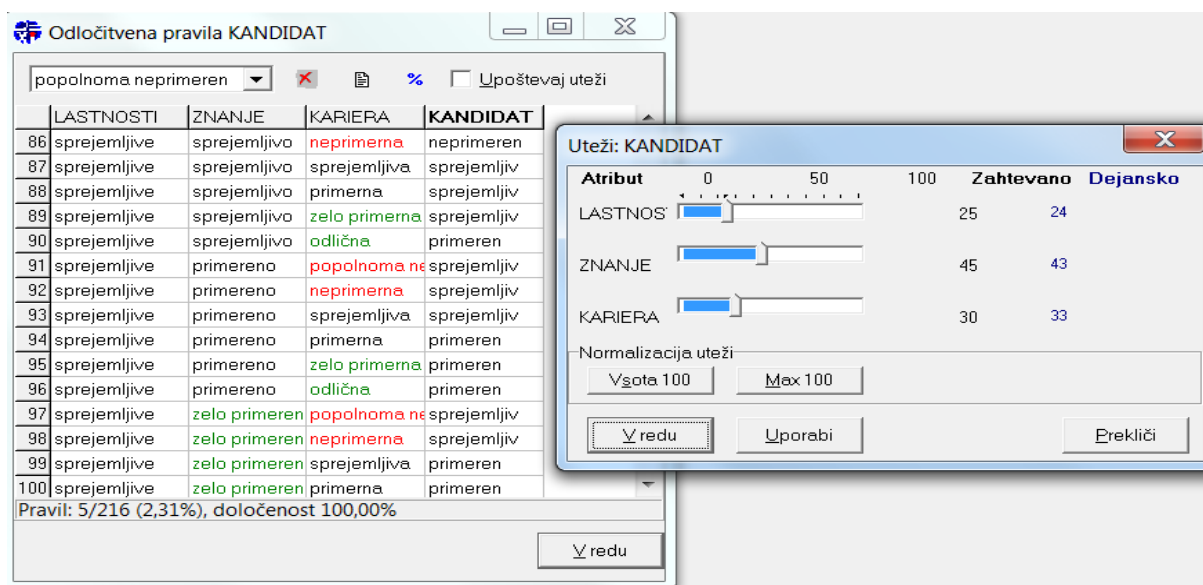 Odločitvena pravila KANDIDAT
popolnoma neprimeren % Upoštevaj uteži
LASTNOSTI ZNANJE KARIERA KANDIDAT
86 sprejemljive sprejemljivo neprimerna neprimeren
87 sprejemljive sprejemljivo sprejemljiva sprejemljiv
88 sprejemljive sprejemljivo primerna sprejemljiv
89 sprejemljive sprejemljivo zelo primerna sprejemljiv
90 sprejemljive sprejemljivo odlična primeren
91 sprejemljive primereno popolnoma ne sprejemljiv
92 sprejemljive primereno neprimerna sprejemljiv
93 sprejemljive primereno sprejemljiva sprejemljiv
94 sprejemljive primereno primerna primeren
95 sprejemljive primereno zelo primerna primeren
96 sprejemljive primereno odlična primeren
97 sprejemljive zelo primeren popolnoma ne sprejemljiv
98 sprejemljive zelo primeren neprimerna sprejemljiv
99 sprejemljive zelo primeren sprejemljiva primeren
100 sprejemljive zelo primeren primerna primeren
Pravil: 5/216 (2,31%), določenost 100,00%
V redu
Uteži: KANDIDAT
Atribut 0 50 100 Zahtevano Dejansko
LASTNOS 25 24
ZNANJE 45 43
KARIERA 30 33
Normalizacija uteži
Vsota 100 Max 100
V redu Uporabi Prekliči